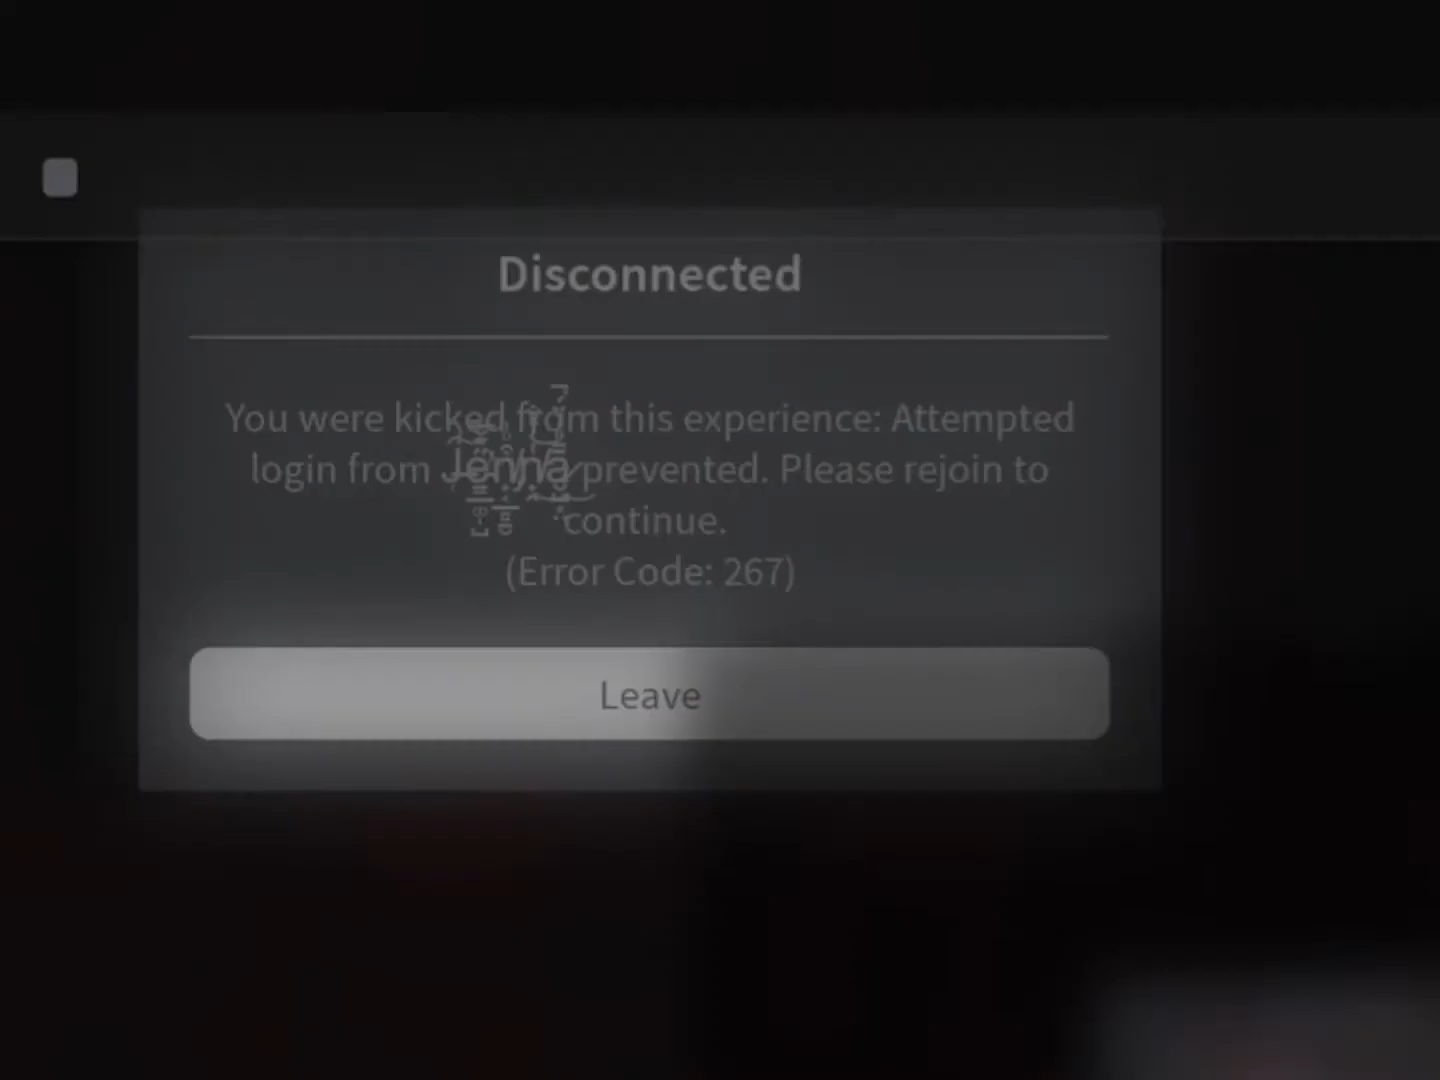 Disconnected
You were kicked from this experience: Attempted
login from Jenna prevented. Please rejoin to
continue.
(Error Code: 267)
Leave